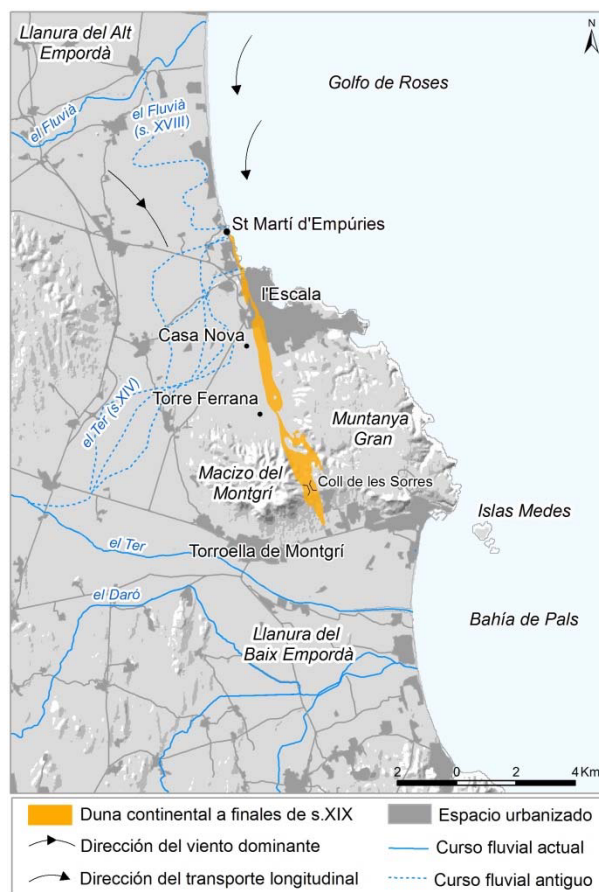 Llanura del Alt
Empordà
N
Golfo de Roses
el Fluvià
el Fluvià
(s. XVIII)
St Martí d'Empúries
l'Escala
Casa Nova
Torre Ferrana
el Ter (s.XIV)
Muntanya
Gran
Macizo del
Montgrí
Coll de les Sorres
Islas Medes
el Ter
Torroella de Montgrí
el Daró
Bahía de Pals
Llanura del
Baix Empordà
2 0 2 4 Km
Duna continental a finales de s.XIX
Espacio urbanizado
Dirección del viento dominante
Curso fluvial actual
Dirección del transporte longitudinal
Curso fluvial antiguo